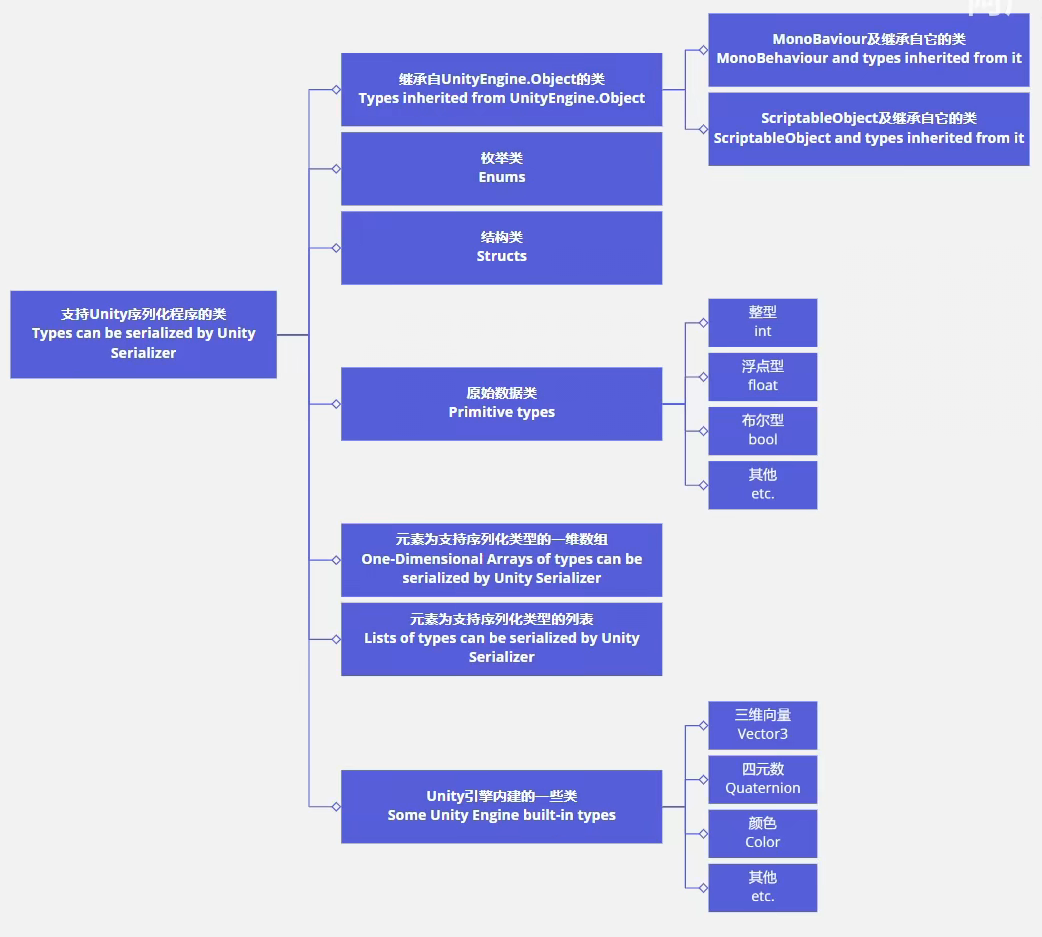 支持Unity序列化程序的类
Types can be serialized by Unity
Serializer
继承自UnityEngine.Object的类
Types inherited from UnityEngine.Object
MonoBaviour及继承自它的类
MonoBehaviour and types inherited from it
ScriptableObject及继承自它的类
ScriptableObject and types inherited from it
枚举类
Enums
结构类
Structs
原始数据类
Primitive types
整型
int
浮点型
float
布尔型
bool
其他
etc.
元素为支持序列化类型的一维数组
One-Dimensional Arrays of types can be
serialized by Unity Serializer
元素为支持序列化类型的列表
Lists of types can be serialized by Unity
Serializer
Unity引擎内建的一些类
Some Unity Engine built-in types
三维向量
Vector3
四元数
Quaternion
颜色
Color
其他
etc.